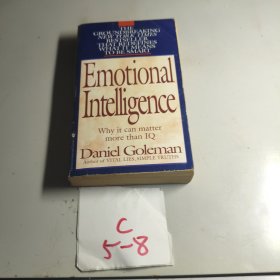 THE
GROUNDBREAKING
NEW YORK TIMES
BESTSELLER
THAT REDEFINES
WHAT IT MEANS
TO BE SMART
Emotional
Intelligence
Why it can matter
more than IQ
Daniel Goleman
Author of VITAL LIES, SIMPLE TRUTHS
C
5-8